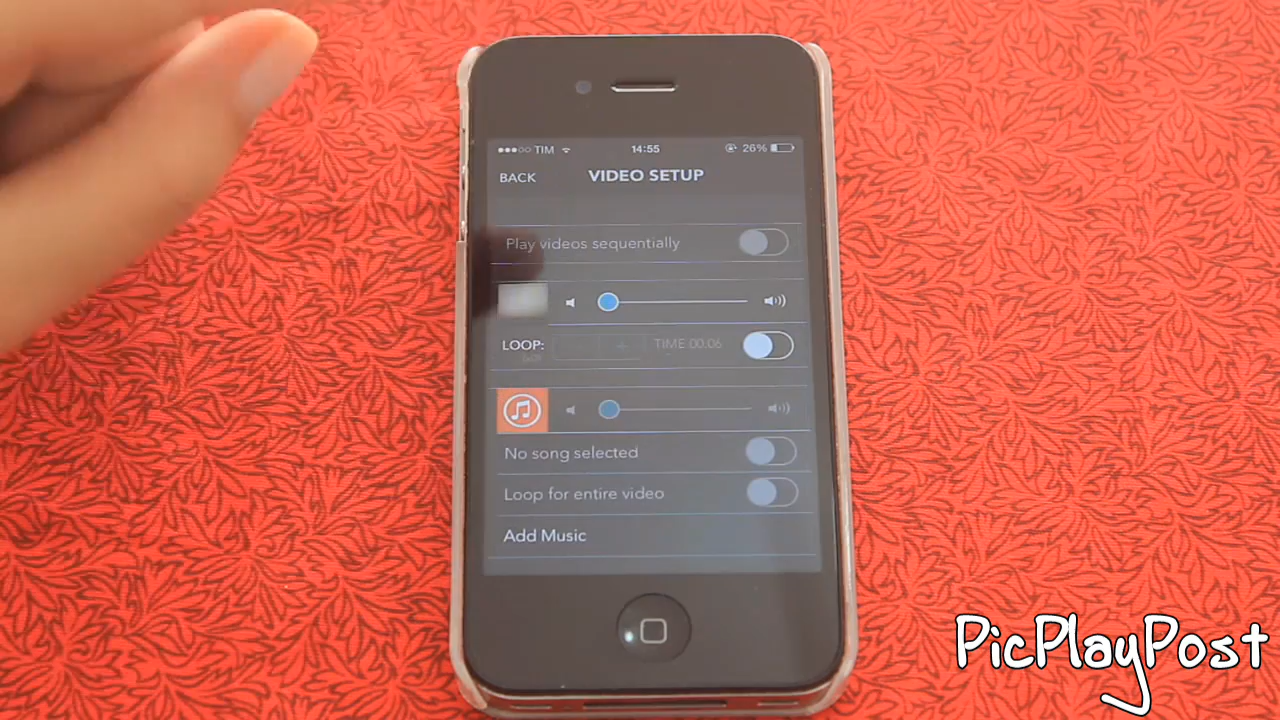 TIM 14:55 26%
BACK VIDEO SETUP
Play videos sequentially
LOOP: TIME 00:06
No song selected
Loop for entire video
Add Music
PicPlayPost